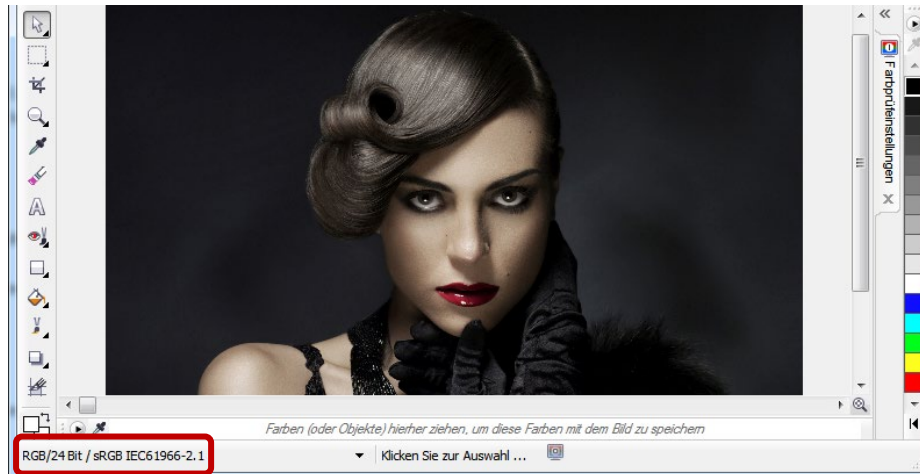 Farbprüfeinstellungen
Farben (oder Objekte) hierher ziehen, um diese Farben mit dem Bild zu speichern
RGB/24 Bit / sRGB IEC61966-2.1
Klicken Sie zur Auswahl ...